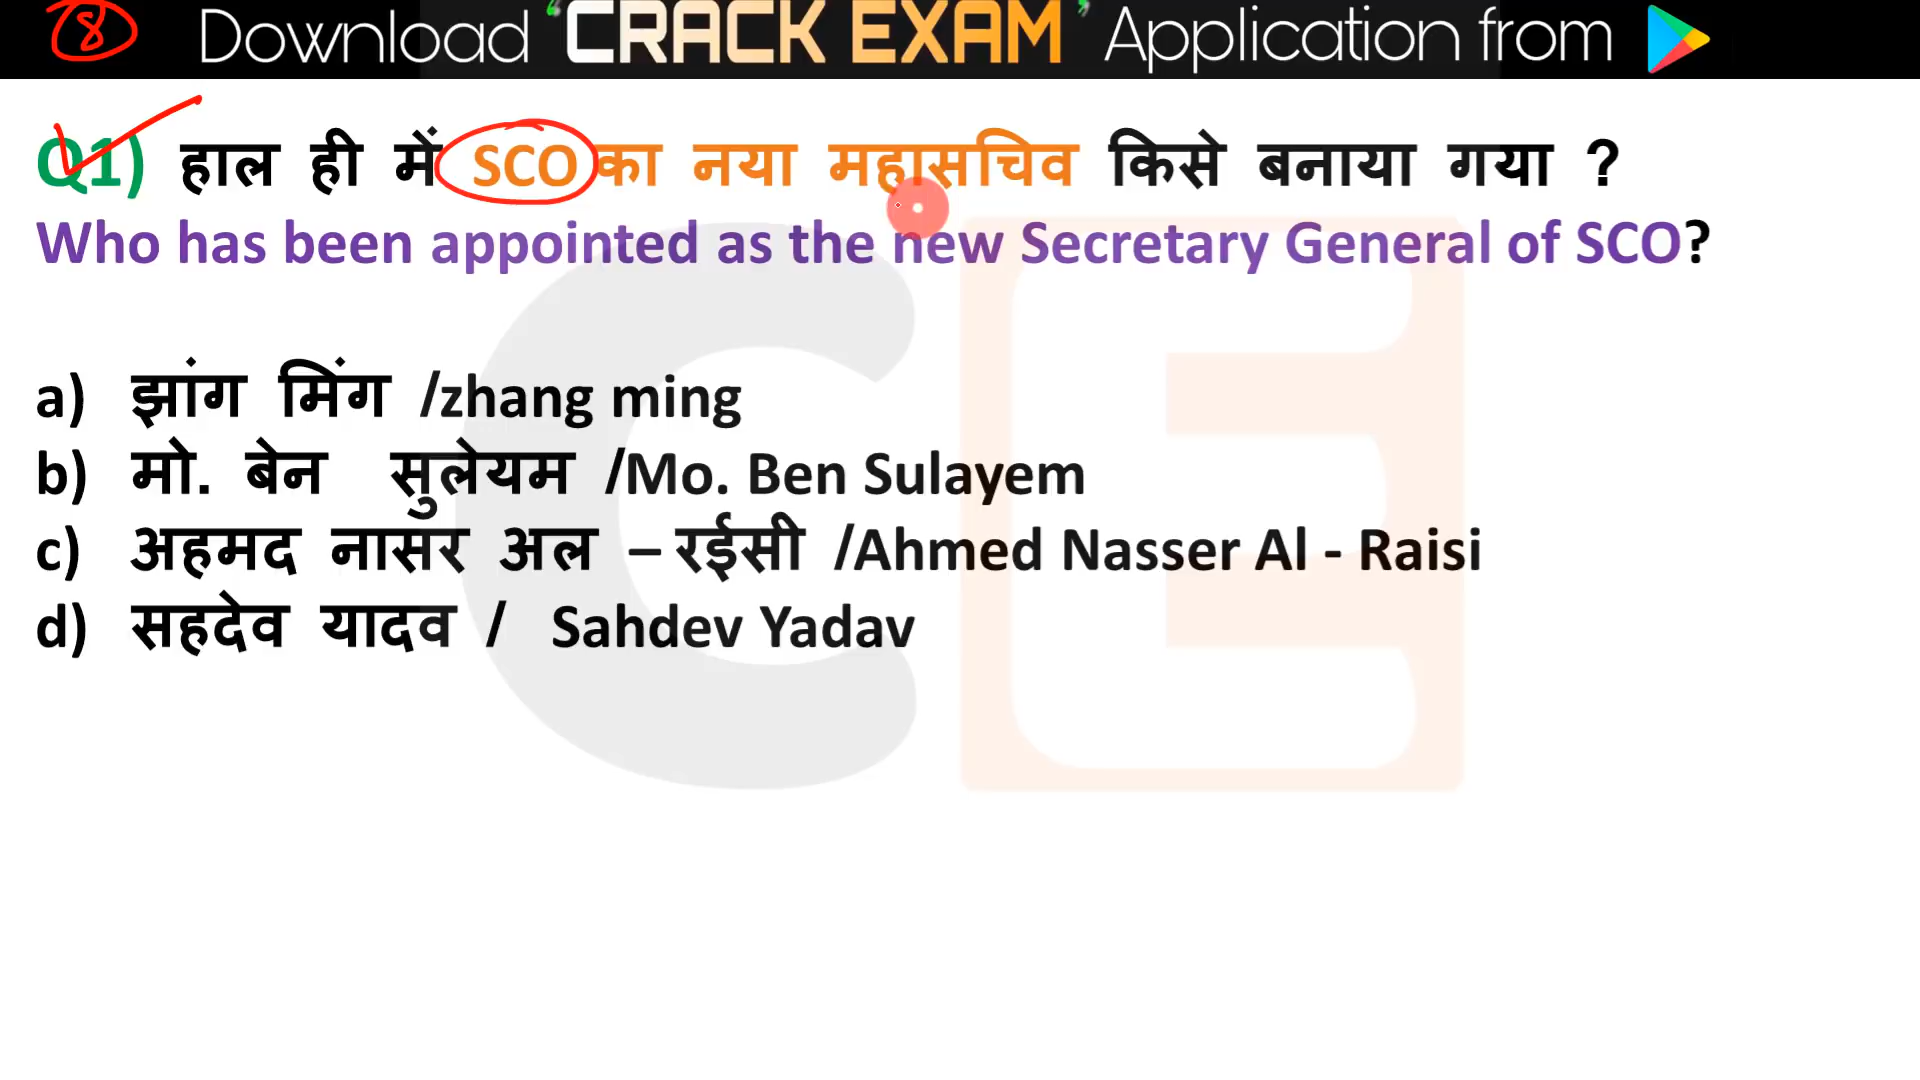 8 Download ‘CRACK EXAM’ Application from
Q1) हाल ही में SCO का नया महासचिव किसे बनाया गया ?
Who has been appointed as the new Secretary General of SCO?
a) झांग मिंग /zhang ming
b) मो. बेन सुलेयम /Mo. Ben Sulayem
c) अहमद नासर अल – रईसी /Ahmed Nasser Al - Raisi
d) सहदेव यादव / Sahdev Yadav
CE